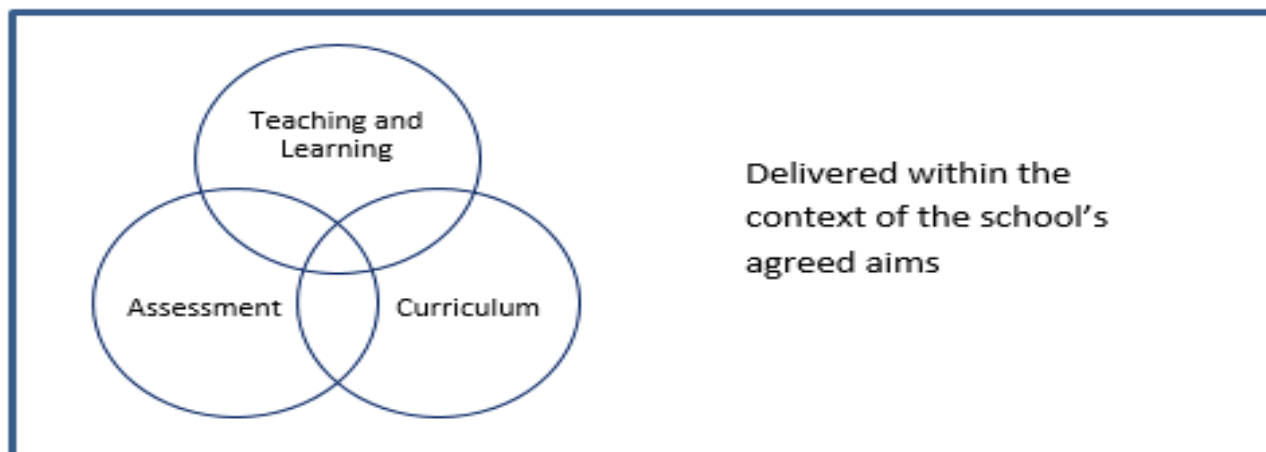 Teaching and
Learning
Assessment
Curriculum
Delivered within the
context of the school’s
agreed aims